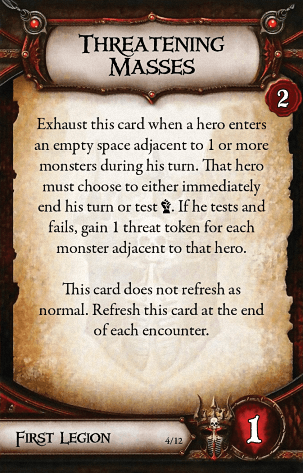 Threatening
Masses
2
Exhaust this card when a hero enters
an empty space adjacent to 1 or more
monsters during his turn. That hero
must choose to either immediately
end his turn or test . If he tests and
fails, gain 1 threat token for each
monster adjacent to that hero.
This card does not refresh as
normal. Refresh this card at the end
of each encounter.
First Legion
4/12
1